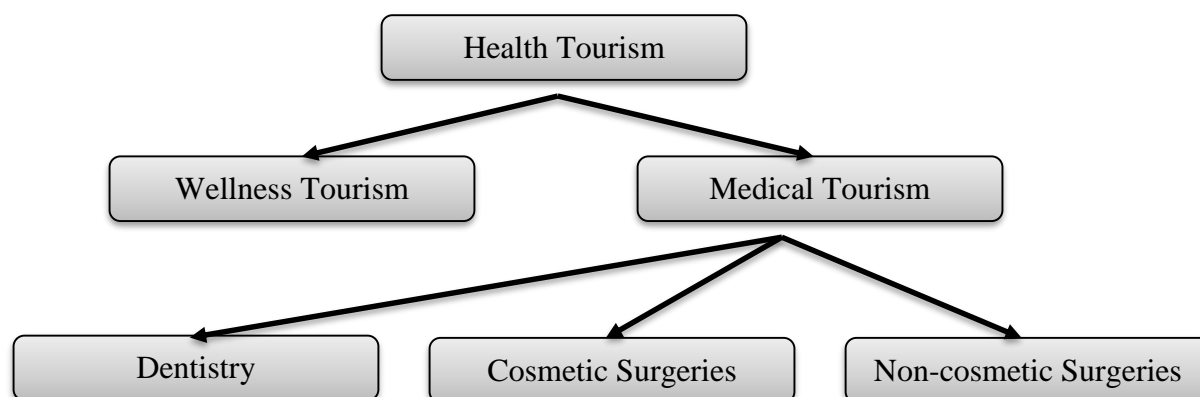 Health Tourism
Wellness Tourism
Medical Tourism
Dentistry
Cosmetic Surgeries
Non-cosmetic Surgeries